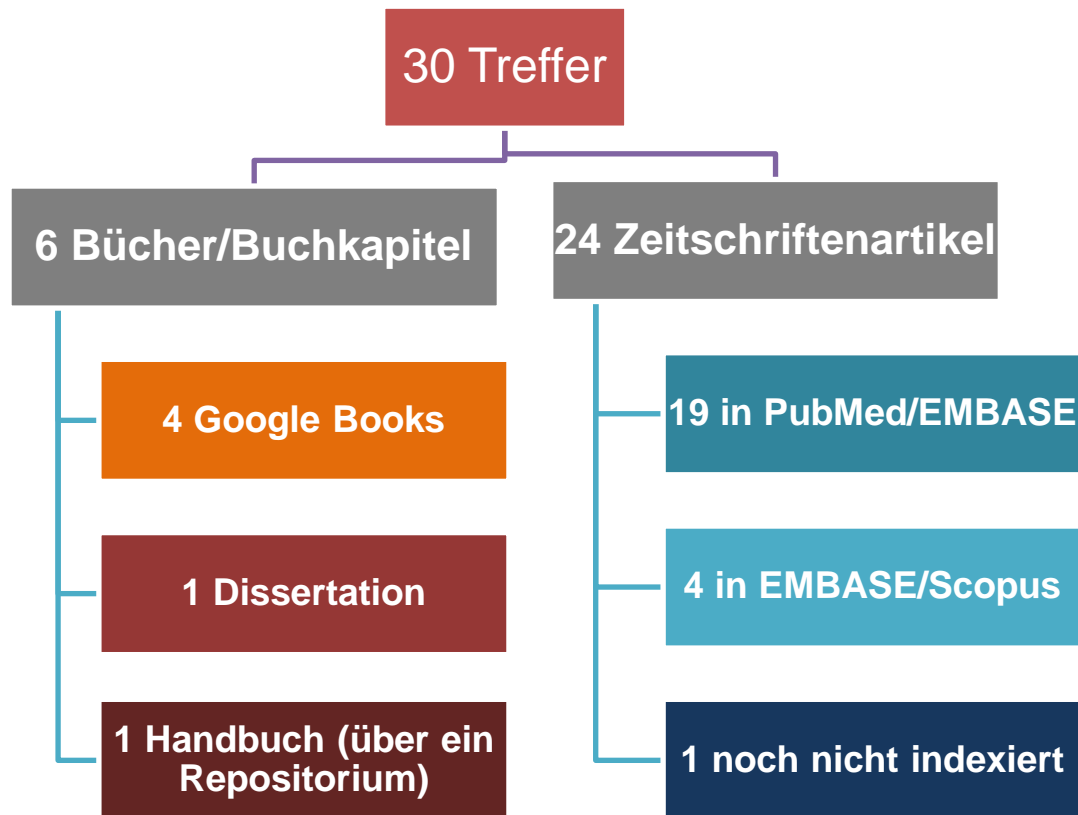 30 Treffer
6 Bücher/Buchkapitel
24 Zeitschriftenartikel
4 Google Books
19 in PubMed/EMBASE
1 Dissertation
4 in EMBASE/Scopus
1 Handbuch (über ein
Repositorium)
1 noch nicht indexiert